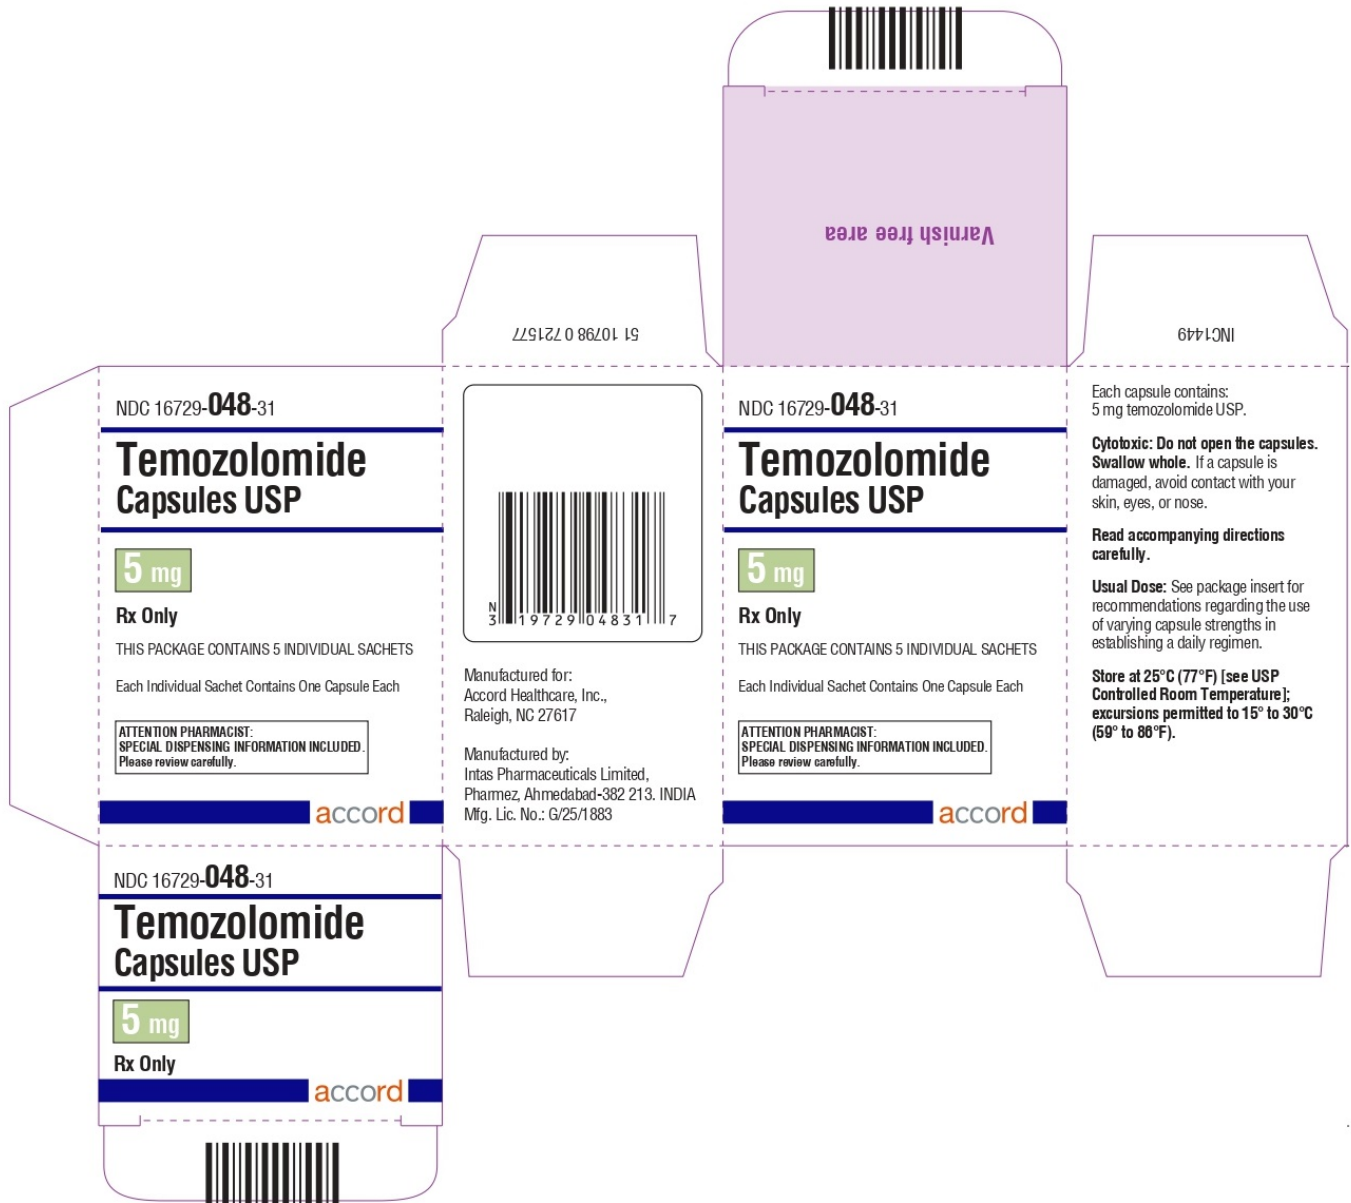 Varnish free area
51 10798 0 721577
INC1449
NDC 16729-048-31
Temozolomide
Capsules USP
5 mg
Rx Only
THIS PACKAGE CONTAINS 5 INDIVIDUAL SACHETS
Each Individual Sachet Contains One Capsule Each
ATTENTION PHARMACIST:
SPECIAL DISPENSING INFORMATION INCLUDED.
Please review carefully.
accord
N
3 19729 04831 7
Manufactured for:
Accord Healthcare, Inc.,
Raleigh, NC 27617
Manufactured by:
Intas Pharmaceuticals Limited,
Pharmez, Ahmedabad-382 213. INDIA
Mfg. Lic. No.: G/25/1883
NDC 16729-048-31
Temozolomide
Capsules USP
5 mg
Rx Only
THIS PACKAGE CONTAINS 5 INDIVIDUAL SACHETS
Each Individual Sachet Contains One Capsule Each
ATTENTION PHARMACIST:
SPECIAL DISPENSING INFORMATION INCLUDED.
Please review carefully.
accord
Each capsule contains:
5 mg temozolomide USP.
Cytotoxic: Do not open the capsules.
Swallow whole. If a capsule is
damaged, avoid contact with your
skin, eyes, or nose.
Read accompanying directions
carefully.
Usual Dose: See package insert for
recommendations regarding the use
of varying capsule strengths in
establishing a daily regimen.
Store at 25°C (77°F) [see USP
Controlled Room Temperature];
excursions permitted to 15° to 30°C
(59° to 86°F).
NDC 16729-048-31
Temozolomide
Capsules USP
5 mg
Rx Only
accord